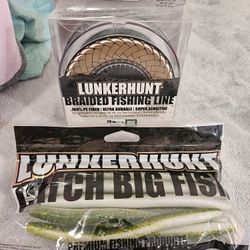 LUNKERHUNT
BRAIDED FISHING LINE
100% PE FIBER • ULTRA DURABLE • SUPER SENSITIVE
LUNKERHUNT
CATCH BIG FISH
PREMIUM FISHING PRODUCTS